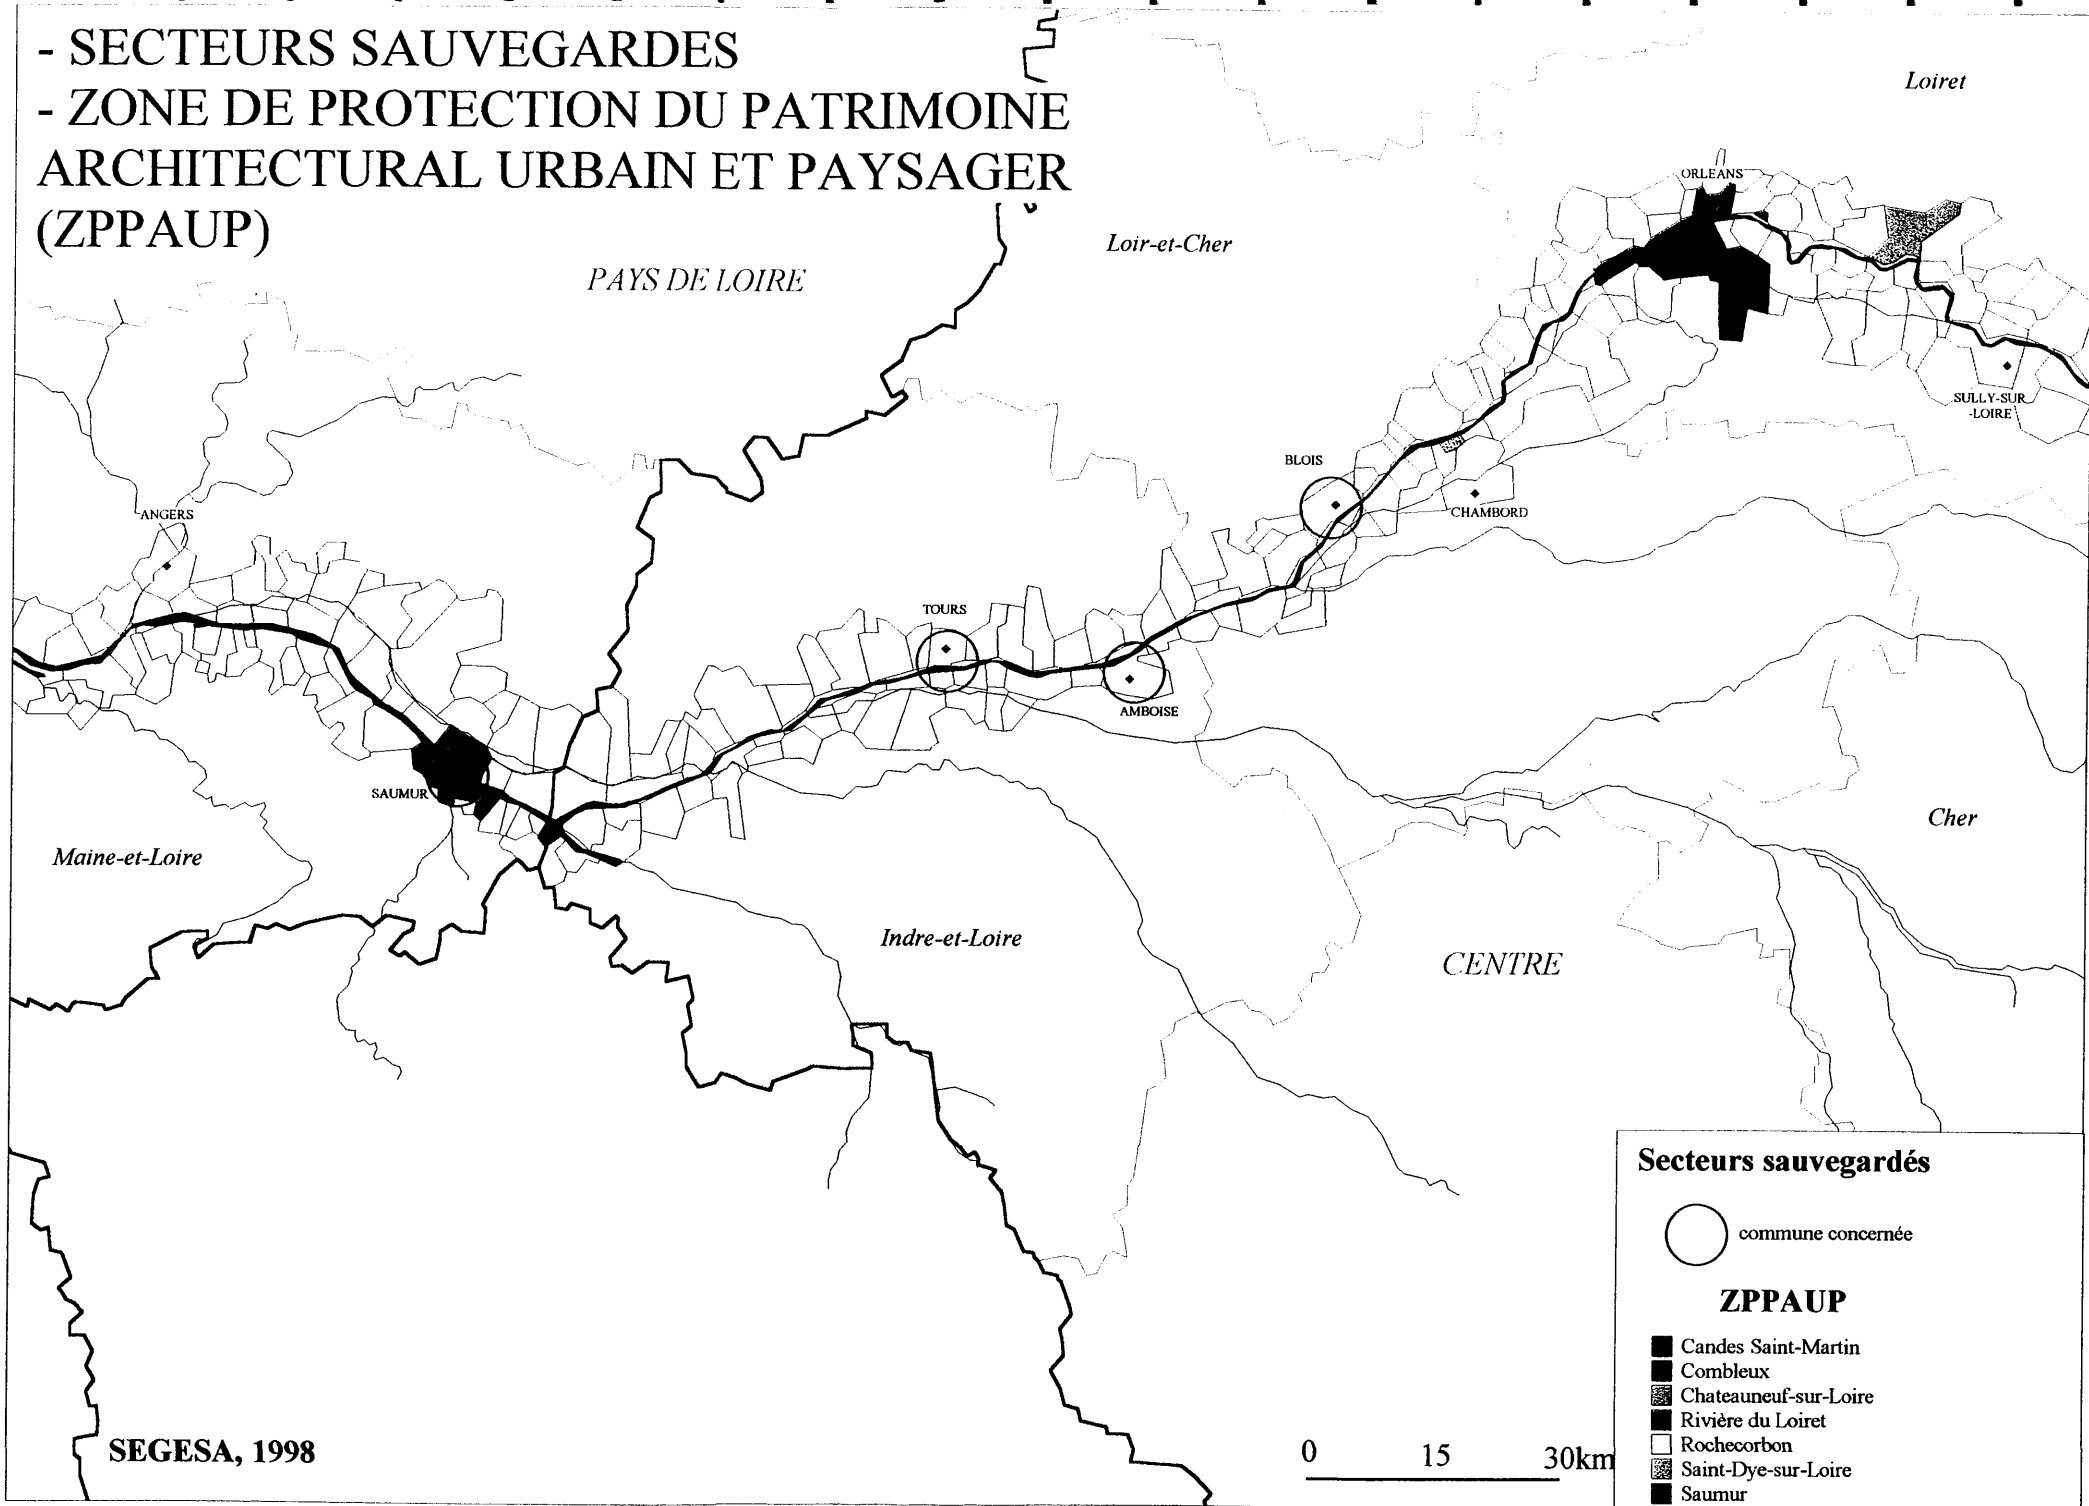 - SECTEURS SAUVEGARDES
- ZONE DE PROTECTION DU PATRIMOINE
ARCHITECTURAL URBAIN ET PAYSAGER
(ZPPAUP)
Loiret
ORLEANS
Loir-et-Cher
PAYS DE LOIRE
SULLY-SUR
-LOIRE
BLOIS
CHAMBORD
ANGERS
TOURS
AMBOISE
SAUMUR
Cher
Maine-et-Loire
Indre-et-Loire
CENTRE
Secteurs sauvegardés
commune concernée
ZPPAUP
Candes Saint-Martin
Combleux
Chateauneuf-sur-Loire
Rivière du Loiret
Rochecorbon
Saint-Dye-sur-Loire
Saumur
SEGESA, 1998
0 15 30km